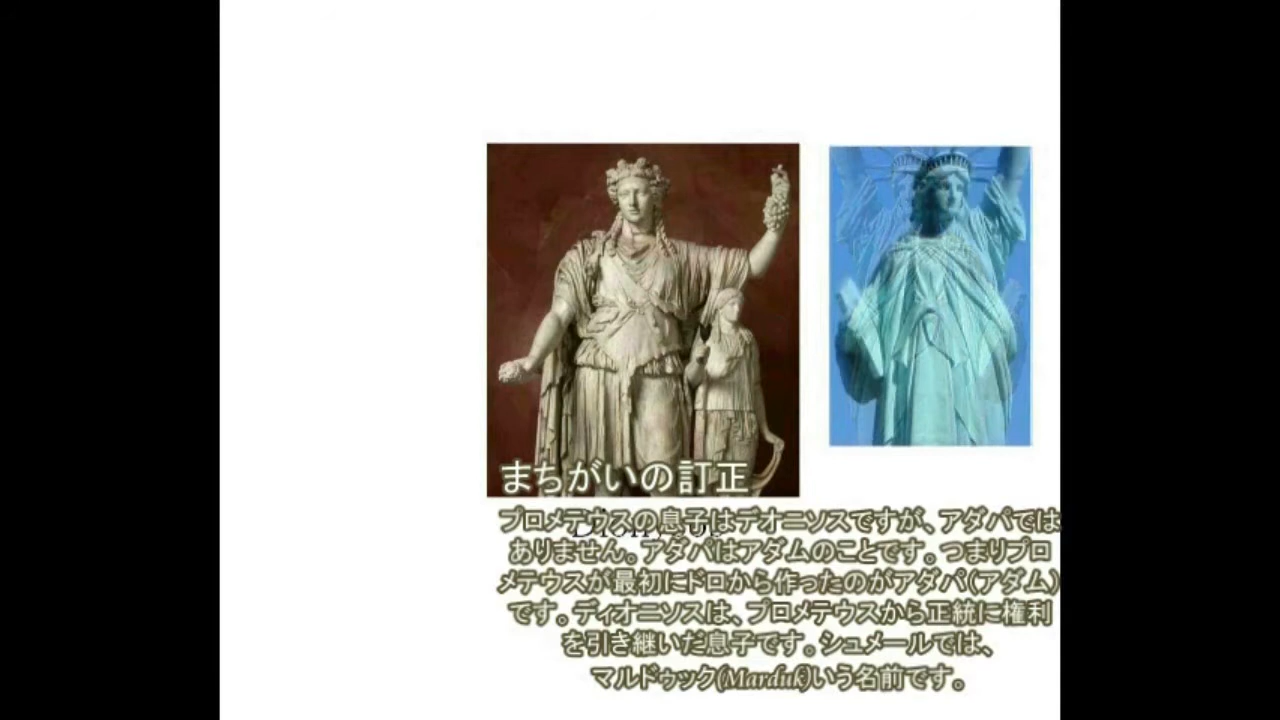 まちがいの訂正
プロメテウスの息子はデオニソスですが、アダパでは
ありません。アダパはアダムのことです。つまりプロ
メテウスが最初にドロから作ったのがアダパ(アダム)
です。ディオニソスは、プロメテウスから正統に権利
を引き継いだ息子です。シュメールでは、
マルドゥック(Marduk)いう名前です。